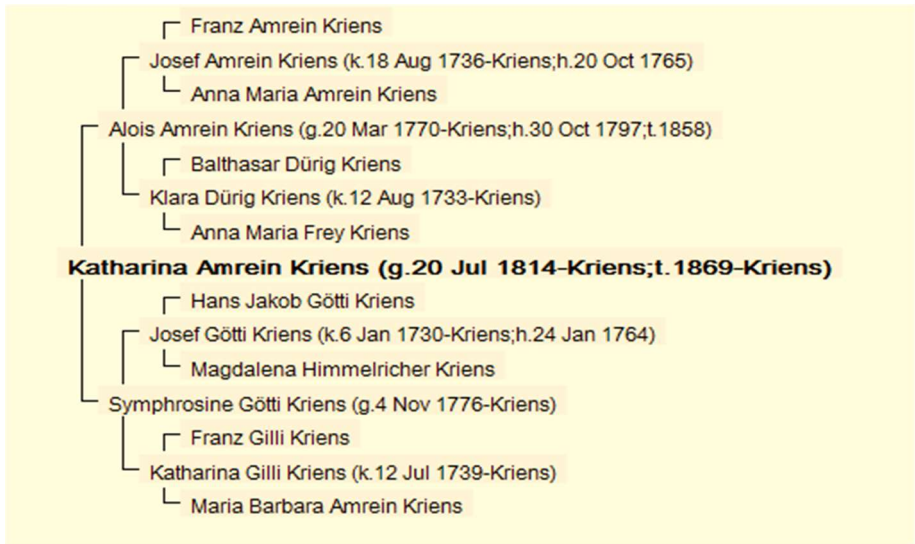 Franz Amrein Kriens
Josef Amrein Kriens (k.18 Aug 1736-Kriens;h.20 Oct 1765)
Anna Maria Amrein Kriens
Alois Amrein Kriens (g.20 Mar 1770-Kriens;h.30 Oct 1797;t.1858)
Balthasar Dürig Kriens
Klara Dürig Kriens (k.12 Aug 1733-Kriens)
Anna Maria Frey Kriens
Katharina Amrein Kriens (g.20 Jul 1814-Kriens;t.1869-Kriens)
Hans Jakob Götti Kriens
Josef Götti Kriens (k.6 Jan 1730-Kriens;h.24 Jan 1764)
Magdalena Himmelricher Kriens
Symphrosine Götti Kriens (g.4 Nov 1776-Kriens)
Franz Gilli Kriens
Katharina Gilli Kriens (k.12 Jul 1739-Kriens)
Maria Barbara Amrein Kriens